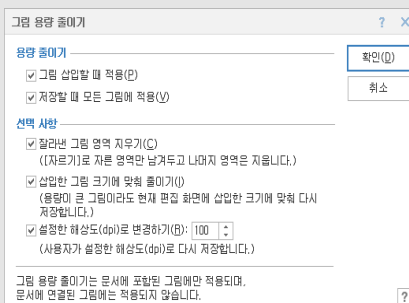 그림 용량 줄이기
용량 줄이기
그림 삽입할 때 적용(P)
저장할 때 모든 그림에 적용(V)
선택 사항
잘라낸 그림 영역 지우기(C)
([자르기]로 자른 영역만 남겨두고 나머지 영역은 지웁니다.)
삽입한 그림 크기에 맞춰 줄이기(I)
(용량이 큰 그림이라도 현재 편집 화면에 삽입한 크기에 맞춰 다시
저장합니다.)
설정한 해상도(dpi)로 변경하기(R): 100
(사용자가 설정한 해상도(dpi)로 다시 저장합니다.)
그림 용량 줄이기는 문서에 포함된 그림에만 적용되며,
문서에 연결된 그림에는 적용되지 않습니다.
확인(D)
취소